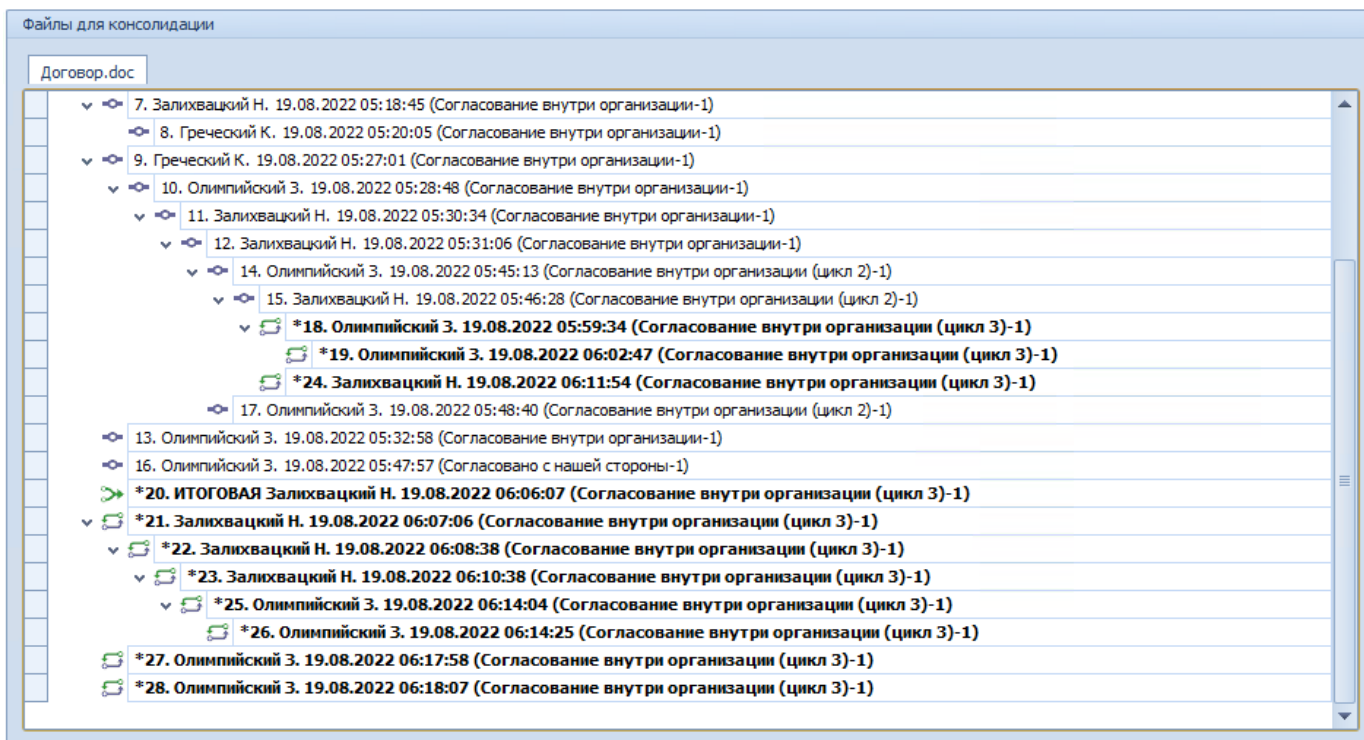 Файлы для консолидации
Договор.doc
7. Залихвацкий Н. 19.08.2022 05:18:45 (Согласование внутри организации-1)
8. Греческий К. 19.08.2022 05:20:05 (Согласование внутри организации-1)
9. Греческий К. 19.08.2022 05:27:01 (Согласование внутри организации-1)
10. Олимпийский З. 19.08.2022 05:28:48 (Согласование внутри организации-1)
11. Залихвацкий Н. 19.08.2022 05:30:34 (Согласование внутри организации-1)
12. Залихвацкий Н. 19.08.2022 05:31:06 (Согласование внутри организации-1)
14. Олимпийский З. 19.08.2022 05:45:13 (Согласование внутри организации (цикл 2)-1)
15. Залихвацкий Н. 19.08.2022 05:46:28 (Согласование внутри организации (цикл 2)-1)
*18. Олимпийский З. 19.08.2022 05:59:34 (Согласование внутри организации (цикл 3)-1)
*19. Олимпийский З. 19.08.2022 06:02:47 (Согласование внутри организации (цикл 3)-1)
*24. Залихвацкий Н. 19.08.2022 06:11:54 (Согласование внутри организации (цикл 3)-1)
17. Олимпийский З. 19.08.2022 05:48:40 (Согласование внутри организации (цикл 2)-1)
13. Олимпийский З. 19.08.2022 05:32:58 (Согласование внутри организации-1)
16. Олимпийский З. 19.08.2022 05:47:57 (Согласовано с нашей стороны-1)
*20. ИТОГОВАЯ Залихвацкий Н. 19.08.2022 06:06:07 (Согласование внутри организации (цикл 3)-1)
*21. Залихвацкий Н. 19.08.2022 06:07:06 (Согласование внутри организации (цикл 3)-1)
*22. Залихвацкий Н. 19.08.2022 06:08:38 (Согласование внутри организации (цикл 3)-1)
*23. Залихвацкий Н. 19.08.2022 06:10:38 (Согласование внутри организации (цикл 3)-1)
*25. Олимпийский З. 19.08.2022 06:14:04 (Согласование внутри организации (цикл 3)-1)
*26. Олимпийский З. 19.08.2022 06:14:25 (Согласование внутри организации (цикл 3)-1)
*27. Олимпийский З. 19.08.2022 06:17:58 (Согласование внутри организации (цикл 3)-1)
*28. Олимпийский З. 19.08.2022 06:18:07 (Согласование внутри организации (цикл 3)-1)